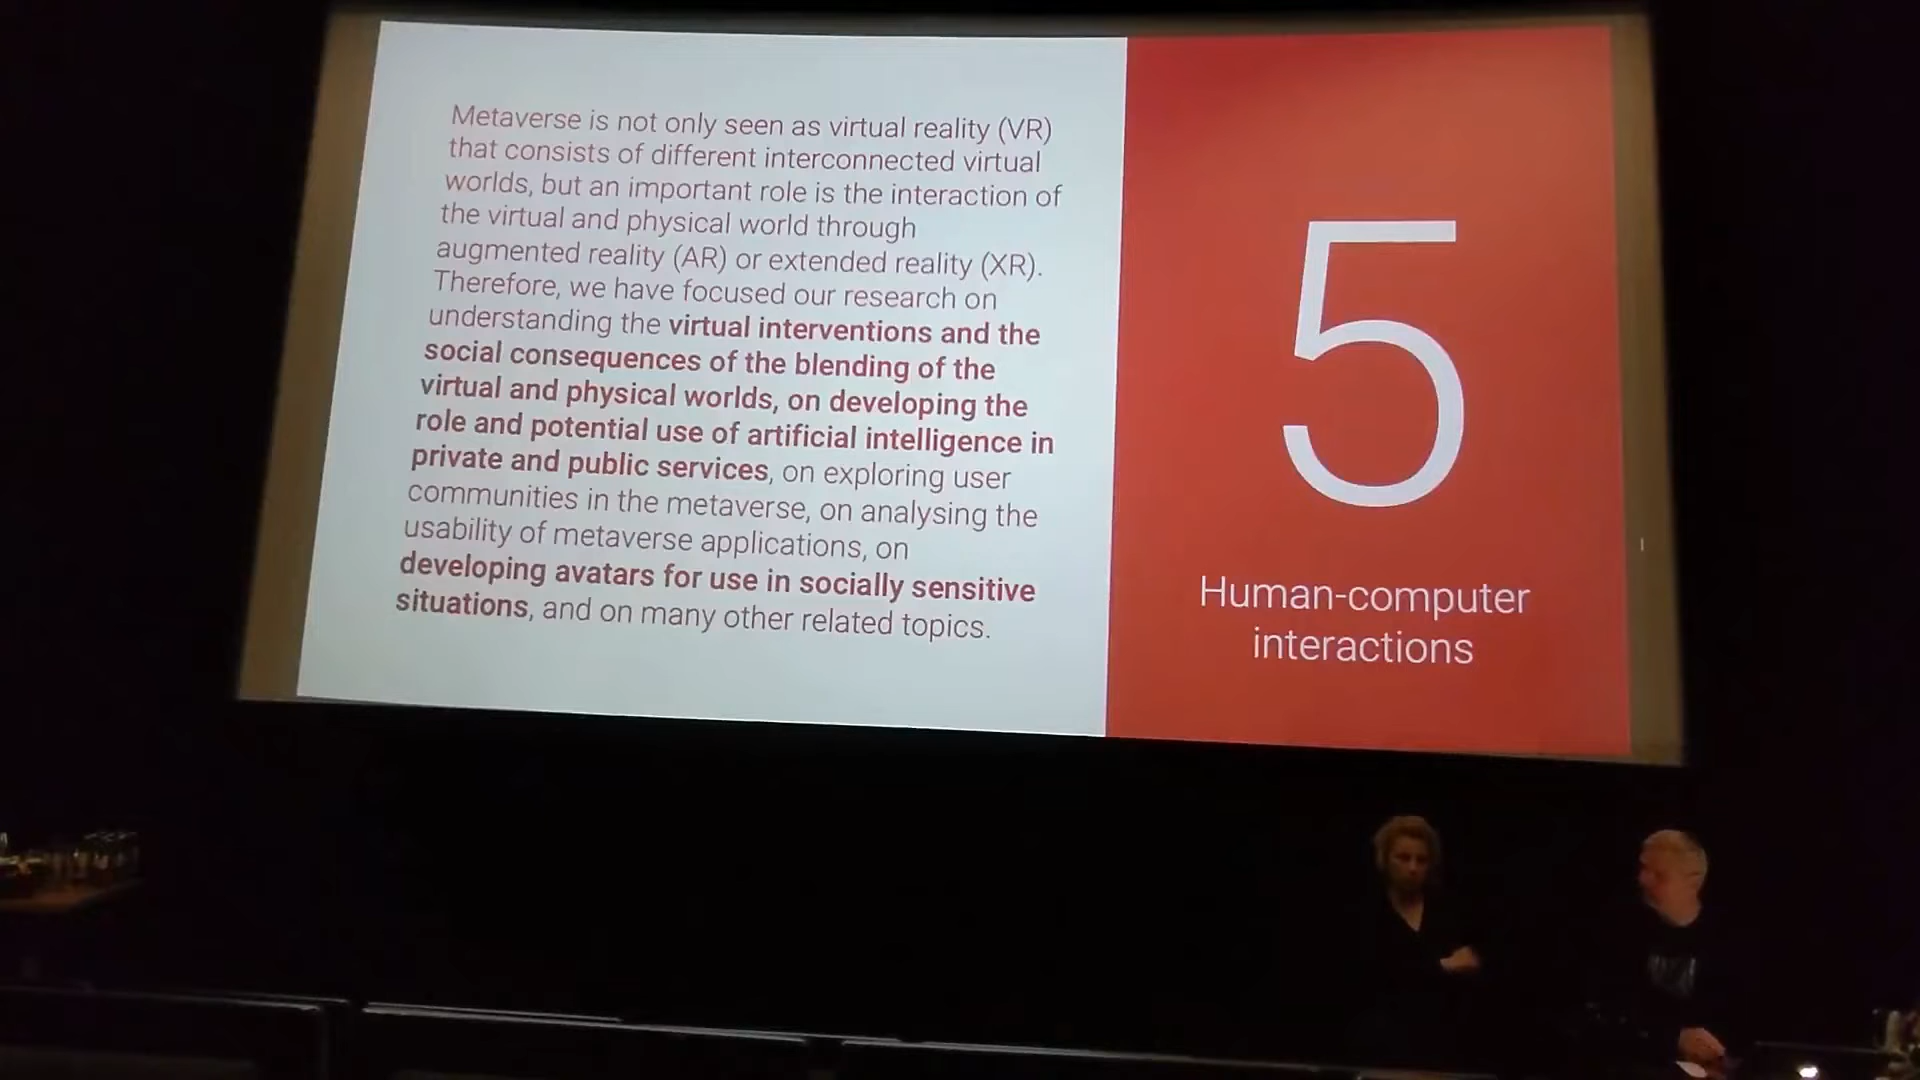 Metaverse is not only seen as virtual reality (VR)
that consists of different interconnected virtual
worlds, but an important role is the interaction of
the virtual and physical world through
augmented reality (AR) or extended reality (XR).
Therefore, we have focused our research on
understanding the virtual interventions and the
social consequences of the blending of the
virtual and physical worlds, on developing the
role and potential use of artificial intelligence in
private and public services, on exploring user
communities in the metaverse, on analysing the
usability of metaverse applications, on
developing avatars for use in socially sensitive
situations, and on many other related topics.
5
Human-computer
interactions